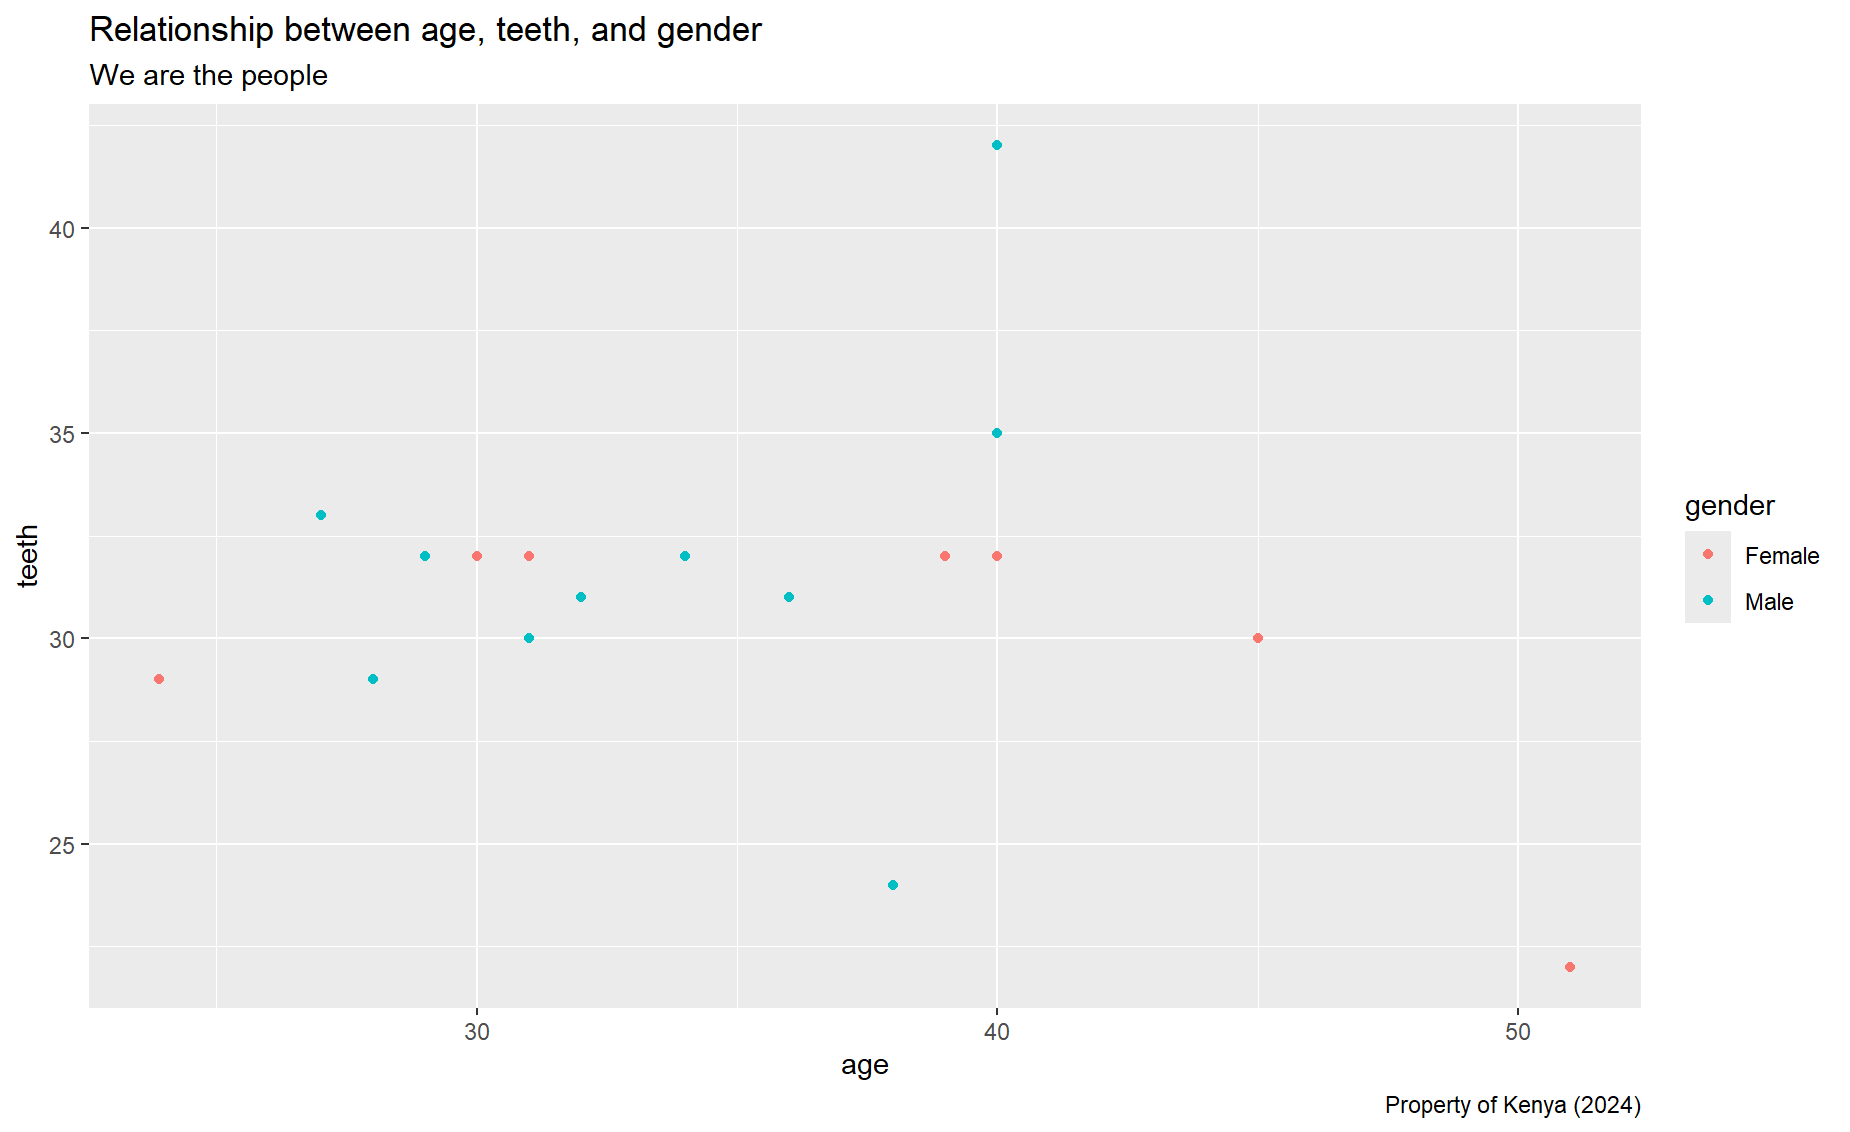 Relationship between age, teeth, and gender
We are the people
40
35
30
25
teeth
30
40
50
age
gender
Female
Male
Property of Kenya (2024)